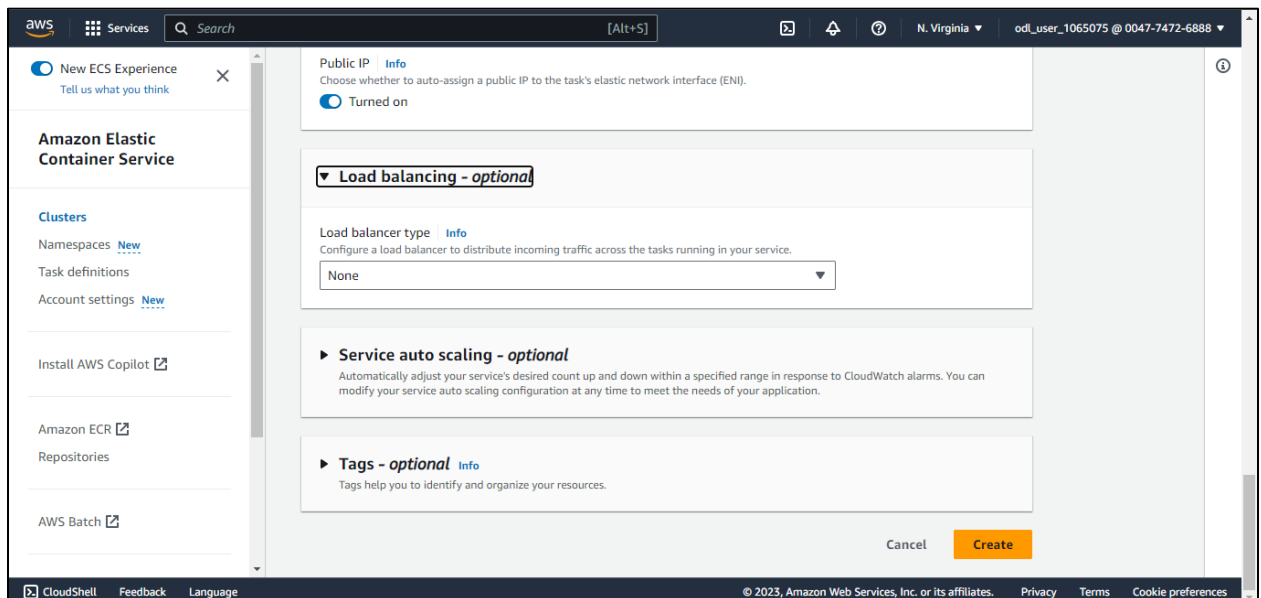 aws
Services
Search [Alt+S]
N. Virginia
odl_user_1065075 @ 0047-7472-6888
New ECS Experience
Tell us what you think
Amazon Elastic
Container Service
Clusters
Namespaces New
Task definitions
Account settings New
Install AWS Copilot
Amazon ECR
Repositories
AWS Batch
Public IP Info
Choose whether to auto-assign a public IP to the task's elastic network interface (ENI).
Turned on
Load balancing - optional
Load balancer type Info
Configure a load balancer to distribute incoming traffic across the tasks running in your service.
None
Service auto scaling - optional
Automatically adjust your service's desired count up and down within a specified range in response to CloudWatch alarms. You can
modify your service auto scaling configuration at any time to meet the needs of your application.
Tags - optional Info
Tags help you to identify and organize your resources.
Cancel
Create
CloudShell Feedback Language
© 2023, Amazon Web Services, Inc. or its affiliates. Privacy Terms Cookie preferences